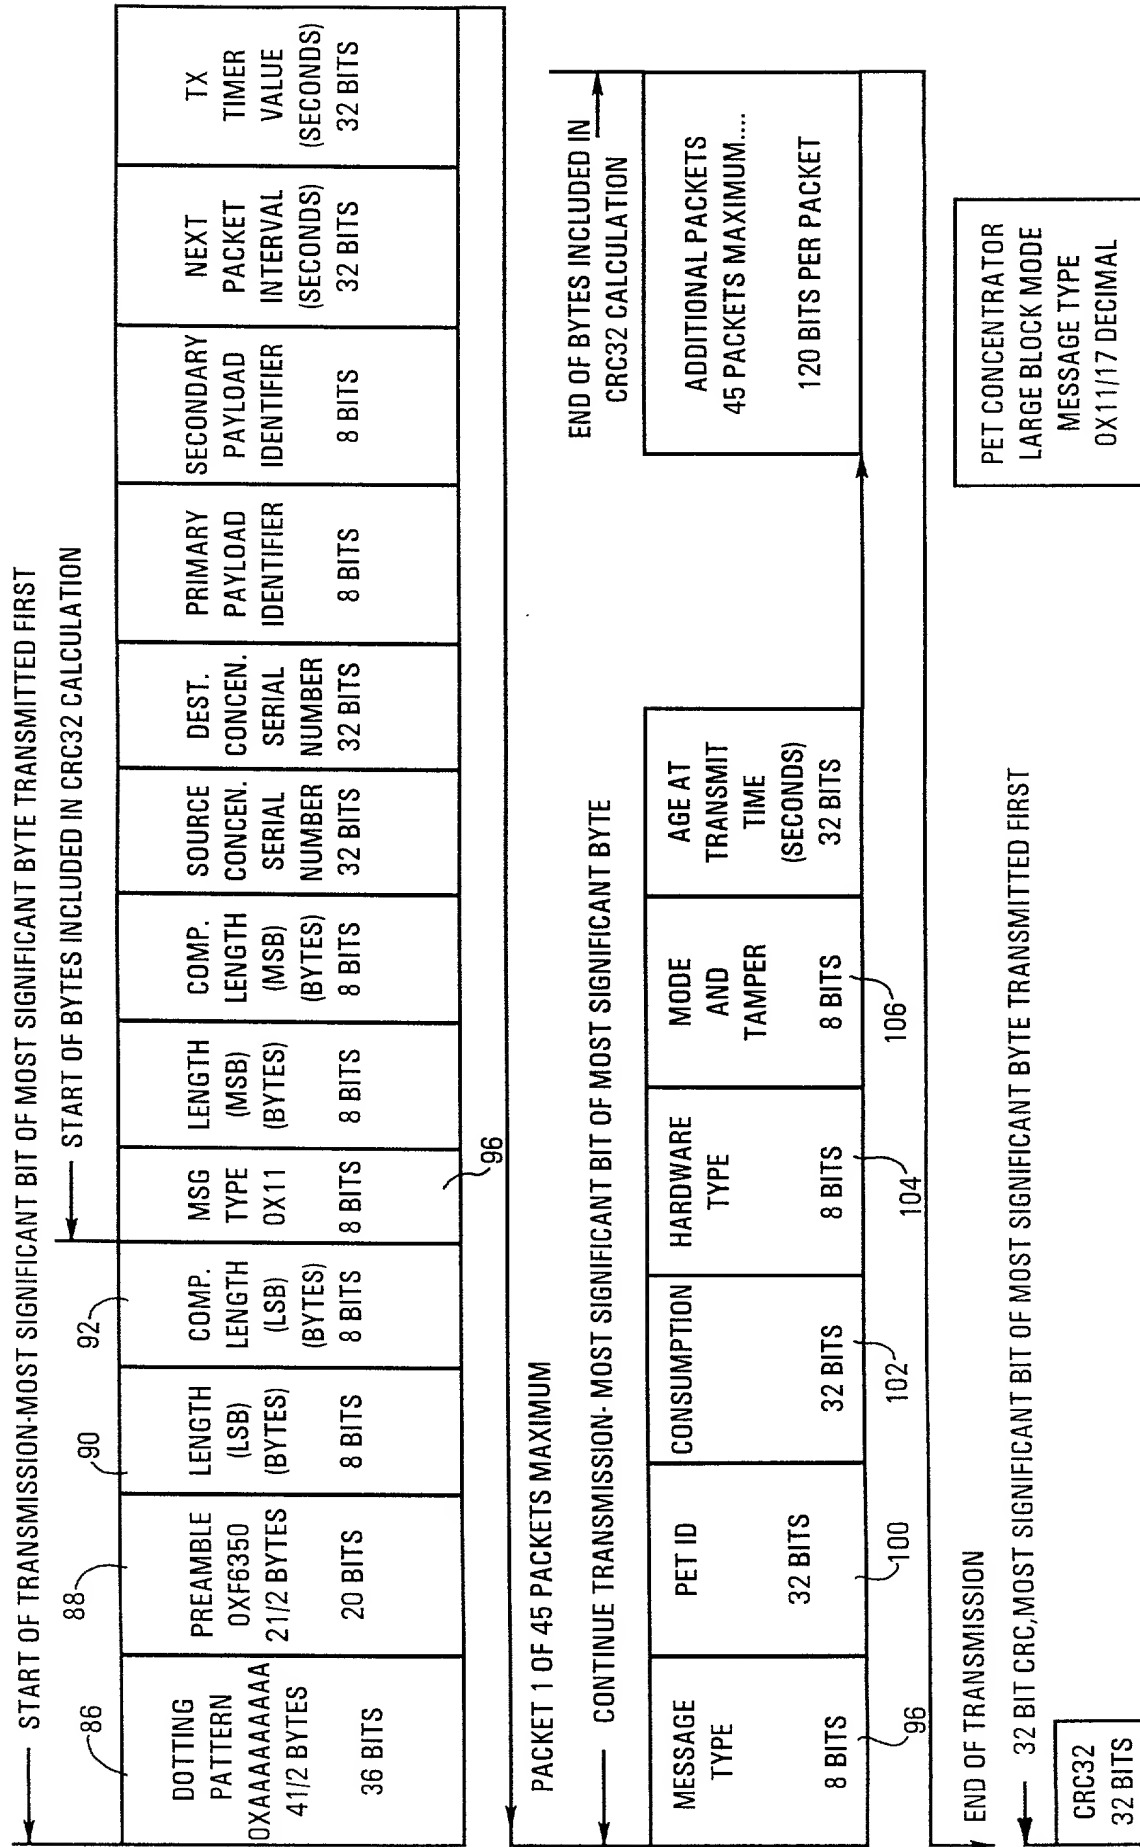 START OF TRANSMISSION-MOST SIGNIFICANT BIT OF MOST SIGNIFICANT BYTE TRANSMITTED FIRST
START OF BYTES INCLUDED IN CRC32 CALCULATION
86
88
90
92
DOTTING
PATTERN
0XAAAAAAAAA
41/2 BYTES
36 BITS
PREAMBLE
0XF6350
21/2 BYTES
20 BITS
LENGTH
(LSB)
(BYTES)
8 BITS
COMP.
LENGTH
(LSB)
(BYTES)
8 BITS
MSG
TYPE
0X11
8 BITS
96
LENGTH
(MSB)
(BYTES)
8 BITS
COMP.
LENGTH
(MSB)
(BYTES)
8 BITS
SOURCE
CONCEN.
SERIAL
NUMBER
32 BITS
DEST.
CONCEN.
SERIAL
NUMBER
32 BITS
PRIMARY
PAYLOAD
IDENTIFIER
8 BITS
SECONDARY
PAYLOAD
IDENTIFIER
8 BITS
NEXT
PACKET
INTERVAL
(SECONDS)
32 BITS
TX
TIMER
VALUE
(SECONDS)
32 BITS
PACKET 1 OF 45 PACKETS MAXIMUM
CONTINUE TRANSMISSION- MOST SIGNIFICANT BIT OF MOST SIGNIFICANT BYTE
END OF BYTES INCLUDED IN
CRC32 CALCULATION
MESSAGE
TYPE
8 BITS
96
PET ID
32 BITS
100
CONSUMPTION
32 BITS
102
HARDWARE
TYPE
8 BITS
104
MODE
AND
TAMPER
8 BITS
106
AGE AT
TRANSMIT
TIME
(SECONDS)
32 BITS
ADDITIONAL PACKETS
45 PACKETS MAXIMUM....
120 BITS PER PACKET
END OF TRANSMISSION
32 BIT CRC,MOST SIGNIFICANT BIT OF MOST SIGNIFICANT BYTE TRANSMITTED FIRST
CRC32
32 BITS
PET CONCENTRATOR
LARGE BLOCK MODE
MESSAGE TYPE
0X11/17 DECIMAL